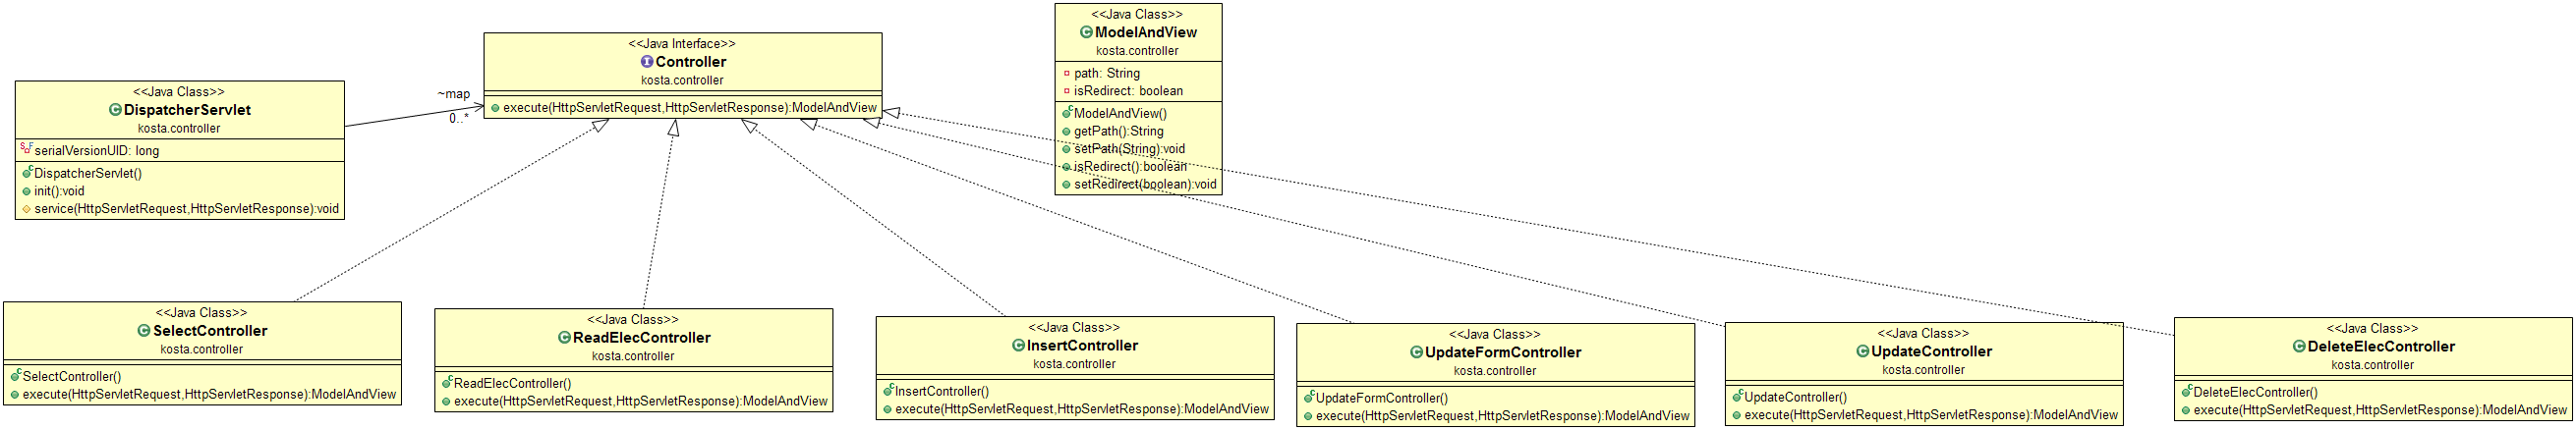 <<Java Class>>
DispatcherServlet
kosta.controller
serialVersionUID: long
DispatcherServlet()
init():void
service(HttpServletRequest,HttpServletResponse):void
~map
0..*
<<Java Interface>>
Controller
kosta.controller
execute(HttpServletRequest,HttpServletResponse):ModelAndView
<<Java Class>>
ModelAndView
kosta.controller
path: String
isRedirect: boolean
ModelAndView()
getPath():String
setPath(String):void
isRedirect():boolean
setRedirect(boolean):void
<<Java Class>>
SelectController
kosta.controller
SelectController()
execute(HttpServletRequest,HttpServletResponse):ModelAndView
<<Java Class>>
ReadElecController
kosta.controller
ReadElecController()
execute(HttpServletRequest,HttpServletResponse):ModelAndView
<<Java Class>>
InsertController
kosta.controller
InsertController()
execute(HttpServletRequest,HttpServletResponse):ModelAndView
<<Java Class>>
UpdateFormController
kosta.controller
UpdateFormController()
execute(HttpServletRequest,HttpServletResponse):ModelAndView
<<Java Class>>
UpdateController
kosta.controller
UpdateController()
execute(HttpServletRequest,HttpServletResponse):ModelAndView
<<Java Class>>
DeleteElecController
kosta.controller
DeleteElecController()
execute(HttpServletRequest,HttpServletResponse):ModelAndView